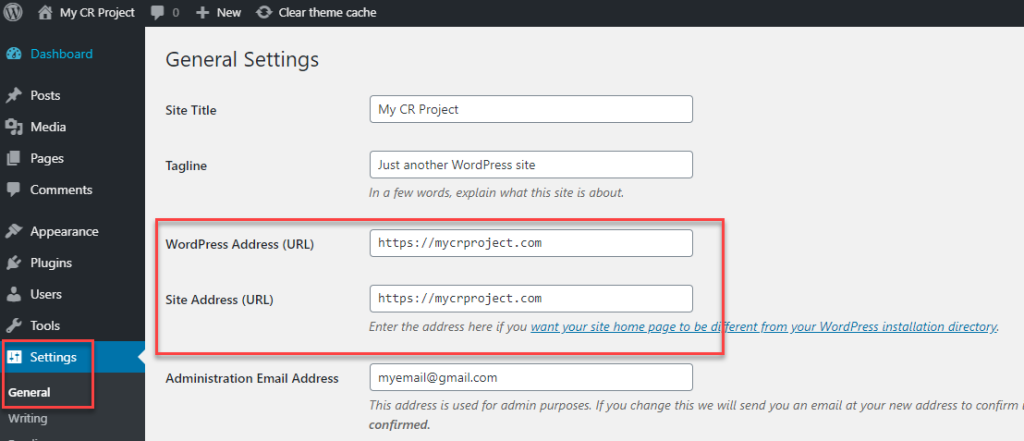 My CR Project 0 New Clear theme cache
Dashboard
Posts
Media
Pages
Comments
Appearance
Plugins
Users
Tools
Settings
General
Writing
General Settings
Site Title My CR Project
Tagline Just another WordPress site
In a few words, explain what this site is about.
WordPress Address (URL) https://mycrproject.com
Site Address (URL) https://mycrproject.com
Enter the address here if you want your site home page to be different from your WordPress installation directory.
Administration Email Address myemail@gmail.com
This address is used for admin purposes. If you change this we will send you an email at your new address to confirm
confirmed.